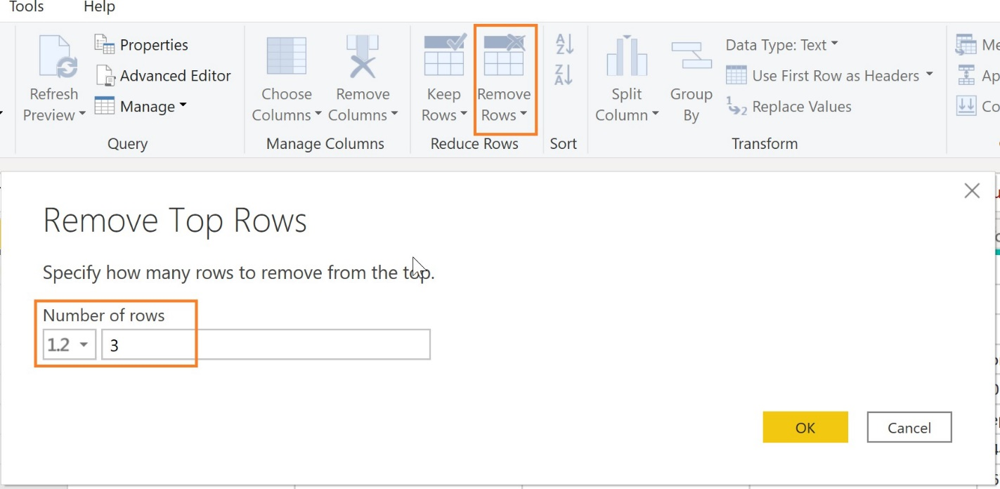 Tools Help
Refresh
Preview
Properties
Advanced Editor
Manage
Query
Choose
Columns
Remove
Columns
Manage Columns
Keep
Rows
Remove
Rows
Reduce Rows
A
Z
Z
A
Sort
Split
Column
Group
By
Data Type: Text
Use First Row as Headers
1
2 Replace Values
Transform
Me
Ap
Co
Remove Top Rows
Specify how many rows to remove from the top.
Number of rows
1.2 3
OK Cancel